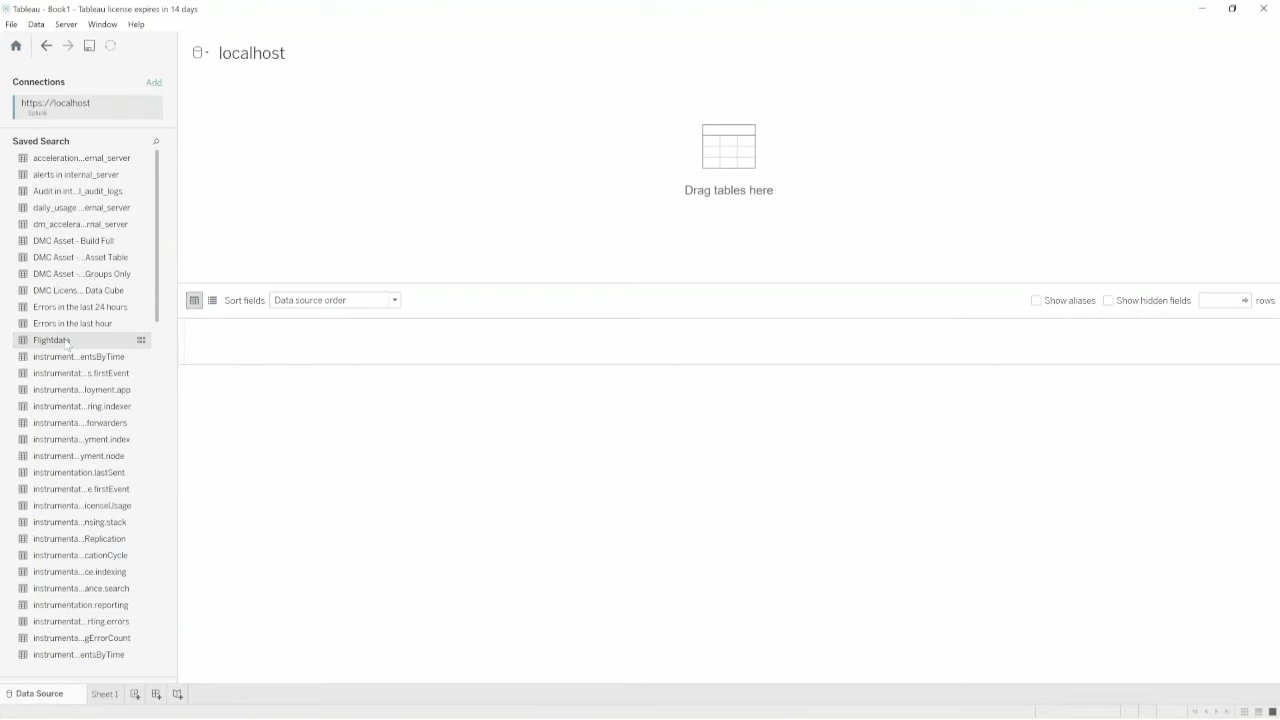 Tableau - Book1 - Tableau license expires in 14 days
File Data Server Window Help
Connections Add
https://localhost
Splunk
Saved Search
acceleration...ernal_server
alerts in internal_server
Audit in int...l_audit_logs
daily_usage ...ernal_server
dm_accelera...rnal_server
DMC Asset - Build Full
DMC Asset -...Asset Table
DMC Asset -...Groups Only
DMC Licens... Data Cube
Errors in the last 24 hours
Errors in the last hour
Flightdata
instrument...entsByTime
instrumentat...s.firstEvent
instrumenta...loyment.app
instrumentat...ring.indexer
instrumenta....forwarders
instrumenta...yment.index
instrument...yment.node
instrumentation.lastSent
instrumentat...e.firstEvent
instrumenta...icenseUsage
instrumenta...nsing.stack
instrumenta...Replication
instrumenta...cationCycle
instrumenta...ce.indexing
instrumenta...ance.search
instrumentation.reporting
instrumentat...rting.errors
instrumenta...gErrorCount
instrument...entsByTime
localhost
Drag tables here
Sort fields Data source order Show aliases Show hidden fields rows
Data Source Sheet 1